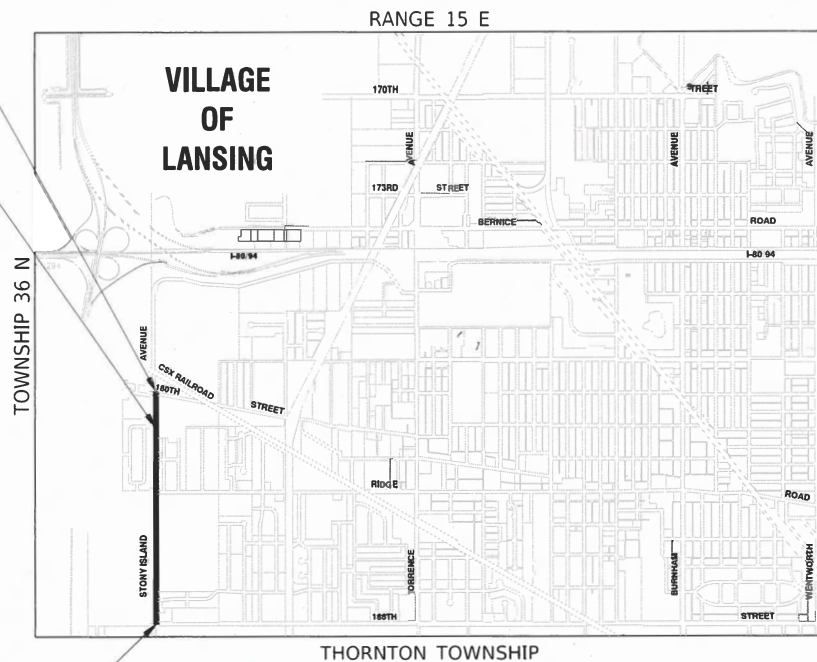 RANGE 15 E
VILLAGE
OF
LANSING
170TH
STREET
AVENUE
AVENUE
AVENUE
173RD STREET
BERNICE ROAD
I-80/94
I-80 94
294
TOWNSHIP 36 N
AVENUE
CSX RAILROAD
180TH STREET
RIDGE ROAD
STONY ISLAND
TORRENCE
BURNHAM
WENTWORTH
186TH STREET
THORNTON TOWNSHIP